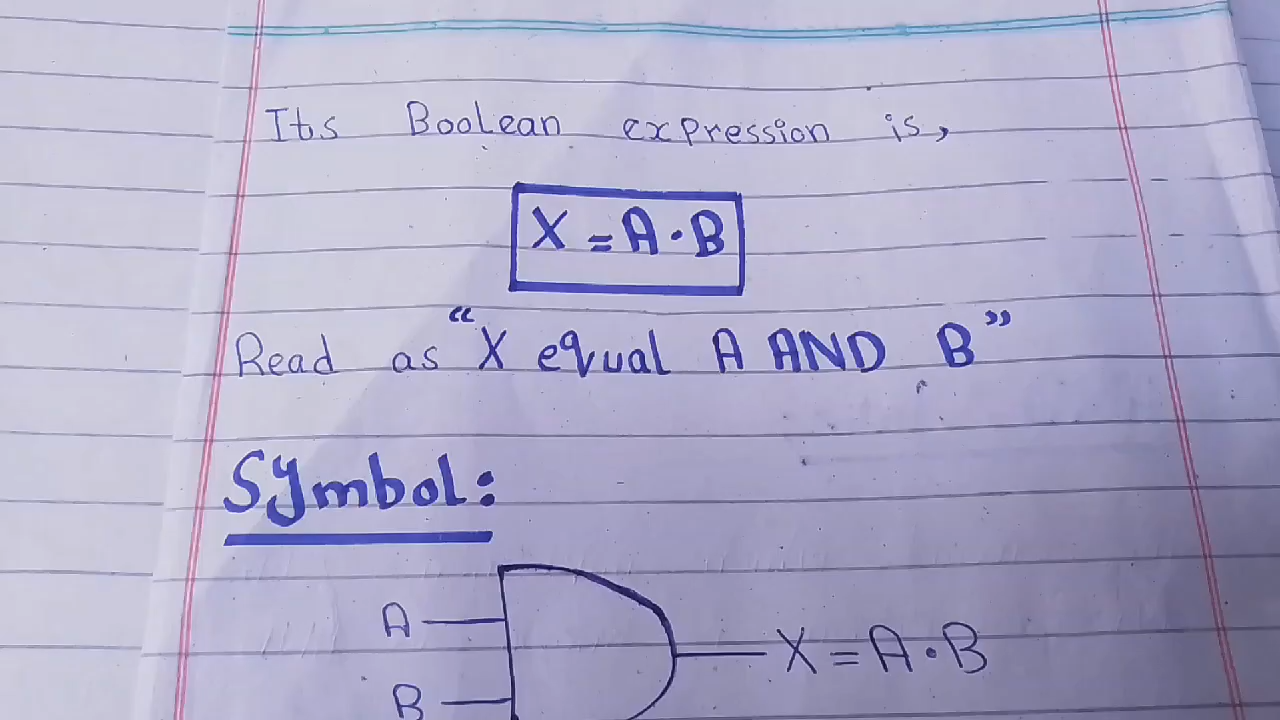 Its Boolean expression is,
X = A · B
Read as “X equal A AND B”
Symbol:
A
X = A · B
B